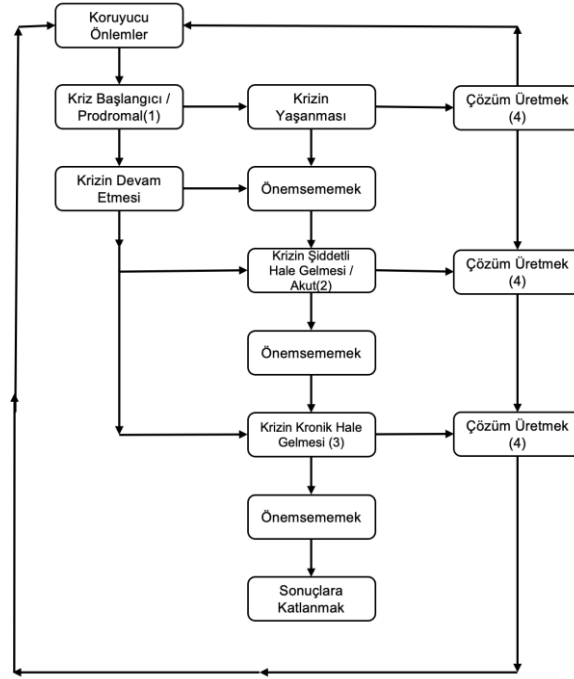 Koruyucu
Önlemler
Kriz Başlangıcı /
Prodromal(1)
Krizin
Yaşanması
Çözüm Üretmek
(4)
Krizin Devam
Etmesi
Önemsememek
Krizin Şiddetli
Hale Gelmesi /
Akut(2)
Çözüm Üretmek
(4)
Önemsememek
Krizin Kronik Hale
Gelmesi (3)
Çözüm Üretmek
(4)
Önemsememek
Sonuçlara
Katlanmak